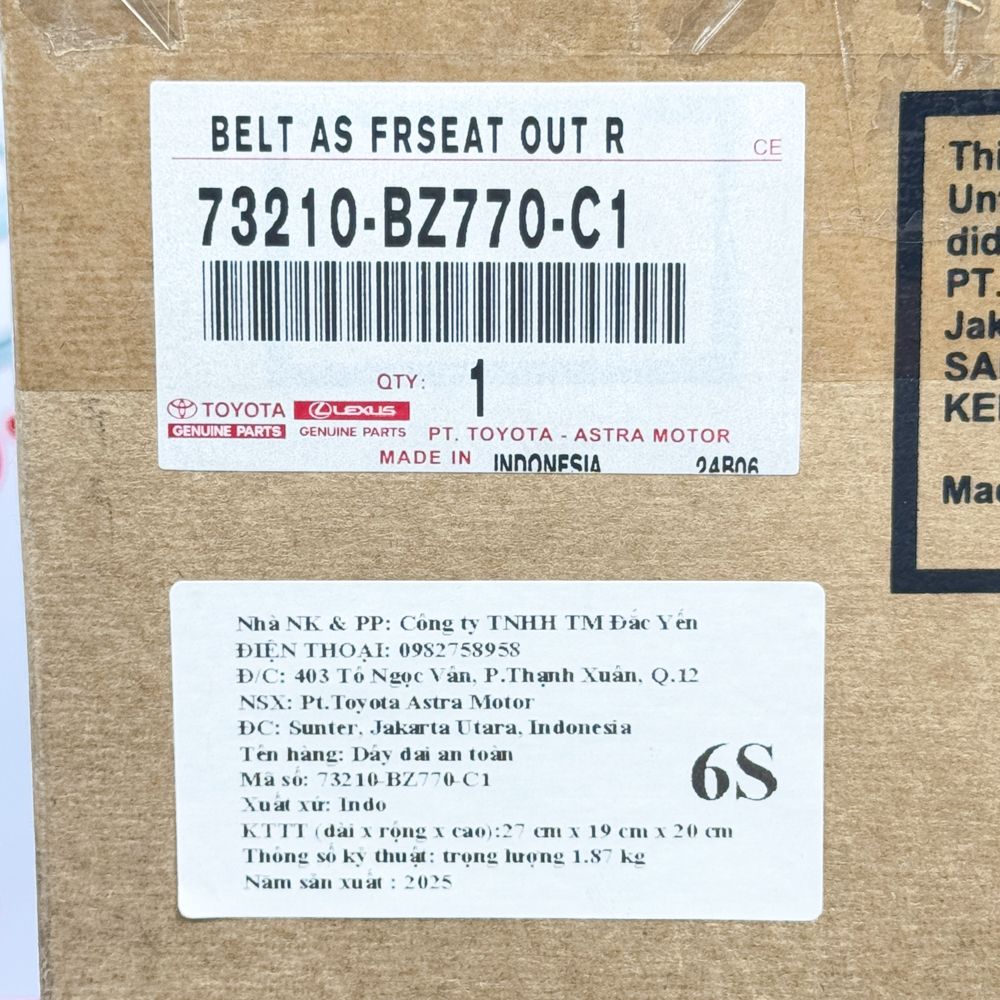 BELT AS FRSEAT OUT R
CE
73210-BZ770-C1
QTY: 1
TOYOTA LEXUS
GENUINE PARTS GENUINE PARTS PT. TOYOTA - ASTRA MOTOR
MADE IN INDONESIA 24B06
Nhà NK & PP: Công ty TNHH TM Đắc Yến
ĐIỆN THOẠI: 0982758958
Đ/C: 403 Tô Ngọc Vân, P.Thạnh Xuân, Q.12
NSX: Pt.Toyota Astra Motor
ĐC: Sunter, Jakarta Utara, Indonesia
Tên hàng: Dây đai an toàn
Mã số: 73210-BZ770-C1
Xuất xứ: Indo
KTTT (dài x rộng x cao):27 cm x 19 cm x 20 cm
Thông số kỹ thuật: trọng lượng 1.87 kg
Năm sản xuất : 2025
6S
Thi
Un
did
PT.
Jak
SA
KE
Mad